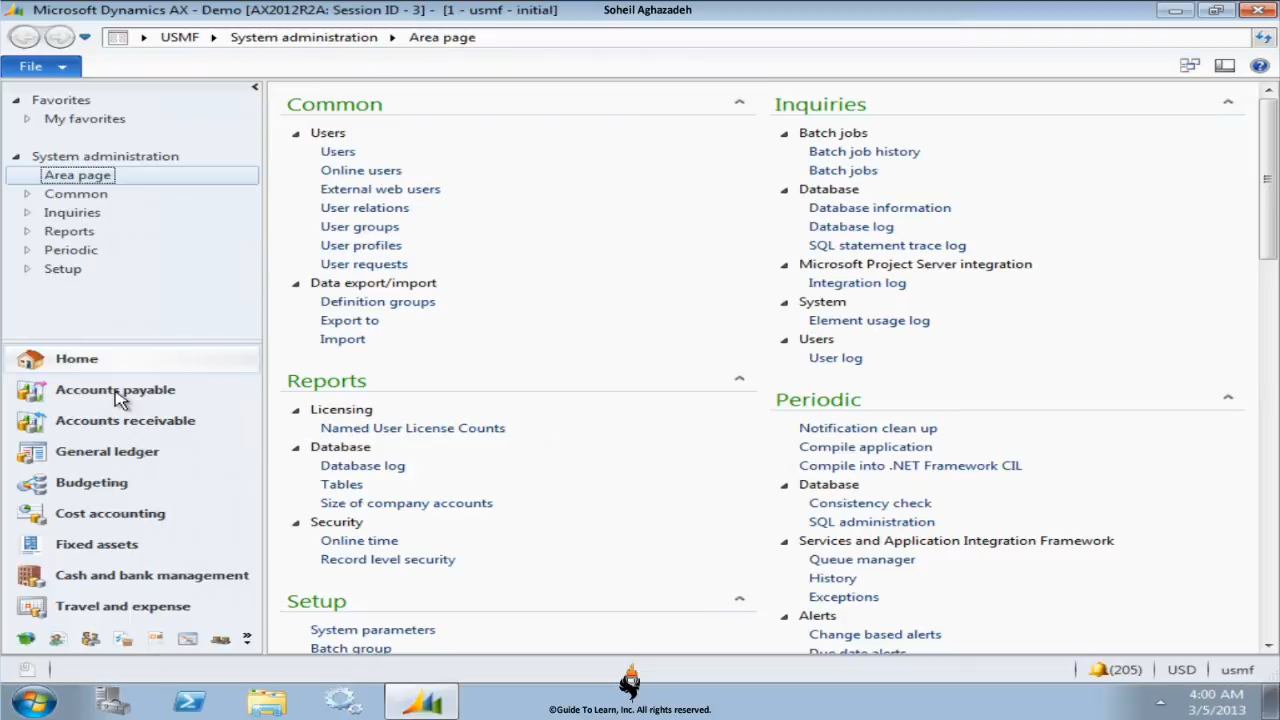 Microsoft Dynamics AX - Demo [AX2012R2A: Session ID - 3] - [1 - usmf - initial]
Soheil Aghazadeh
USMF
System administration
Area page
File
Favorites
My favorites
System administration
Area page
Common
Inquiries
Reports
Periodic
Setup
Home
Accounts payable
Accounts receivable
General ledger
Budgeting
Cost accounting
Fixed assets
Cash and bank management
Travel and expense
Common
Users
Users
Online users
External web users
User relations
User groups
User profiles
User requests
Data export/import
Definition groups
Export to
Import
Reports
Licensing
Named User License Counts
Database
Database log
Tables
Size of company accounts
Security
Online time
Record level security
Setup
System parameters
Batch group
Inquiries
Batch jobs
Batch job history
Batch jobs
Database
Database information
Database log
SQL statement trace log
Microsoft Project Server integration
Integration log
System
Element usage log
Users
User log
Periodic
Notification clean up
Compile application
Compile into .NET Framework CIL
Database
Consistency check
SQL administration
Services and Application Integration Framework
Queue manager
History
Exceptions
Alerts
Change based alerts
Due date alerts
(205)
USD
usmf
4:00 AM
3/5/2013
©Guide To Learn, Inc. All rights reserved.